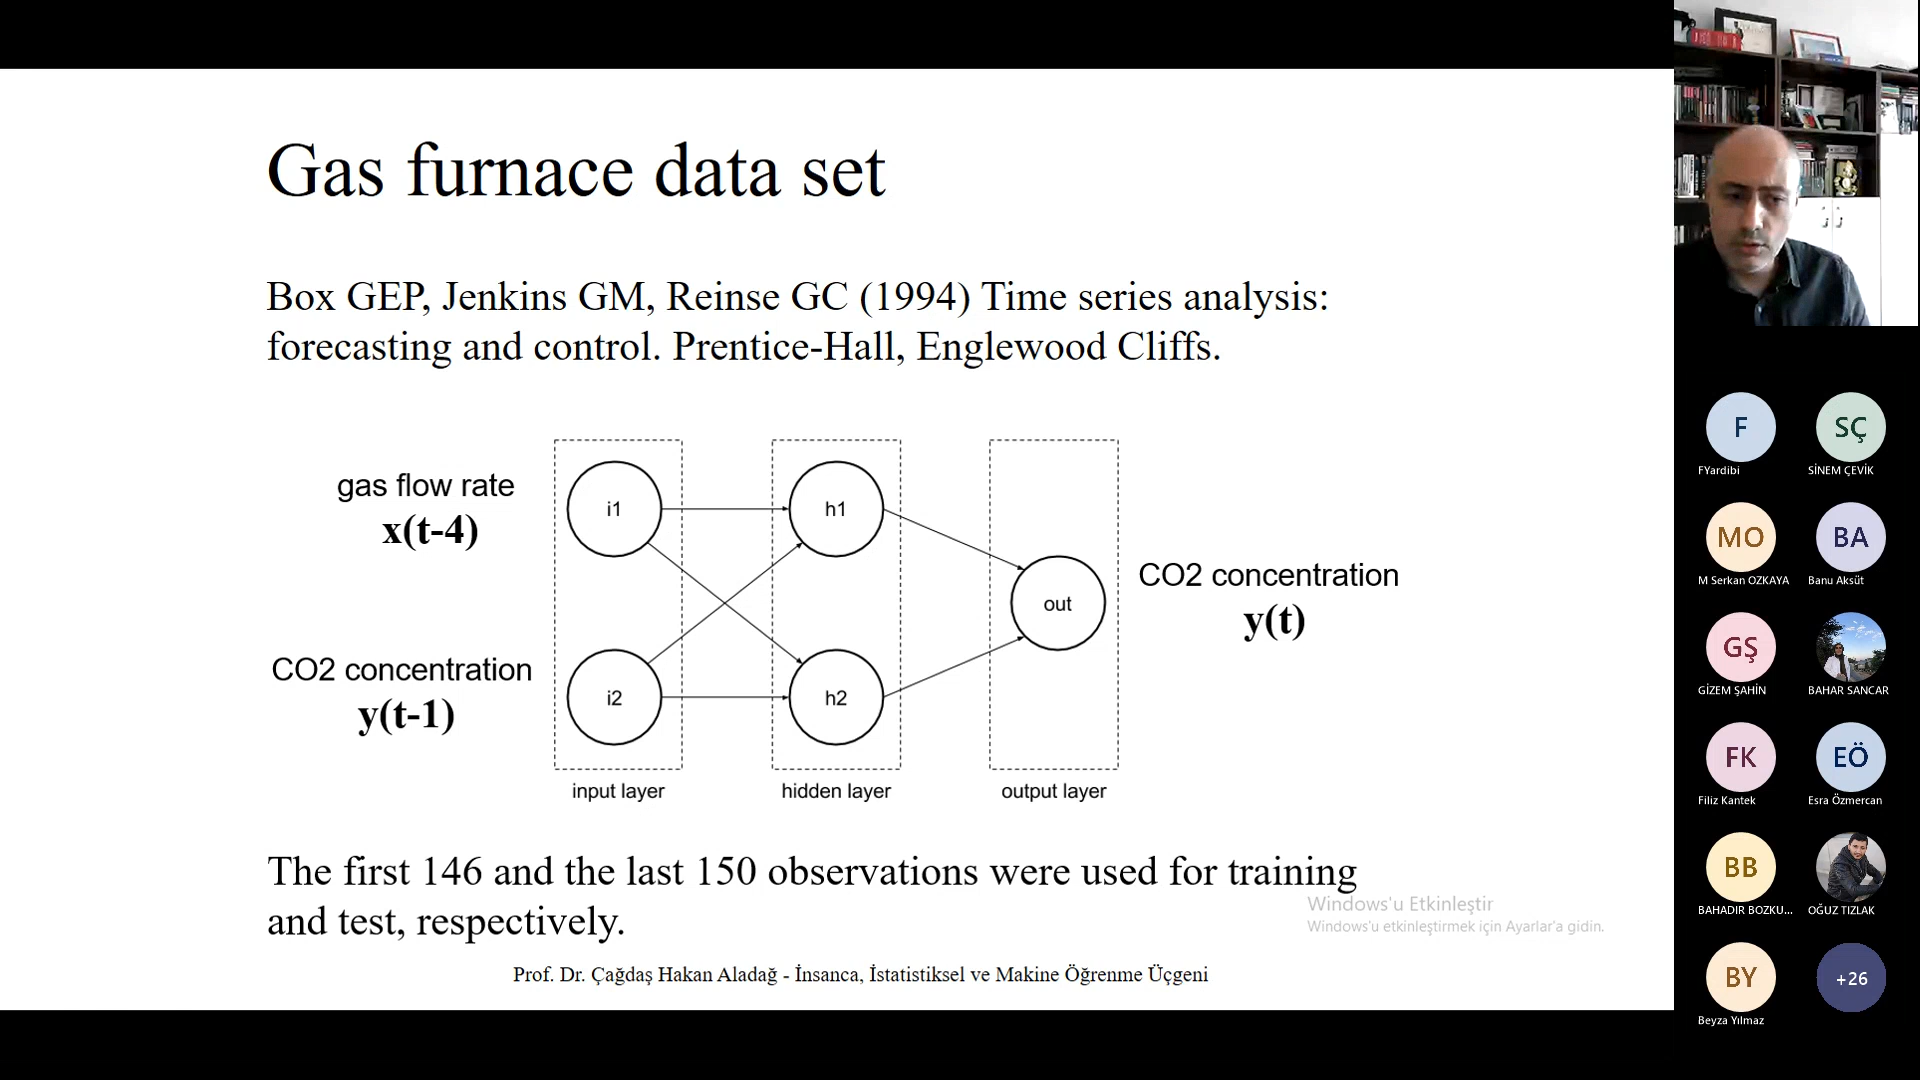 Gas furnace data set
Box GEP, Jenkins GM, Reinse GC (1994) Time series analysis:
forecasting and control. Prentice-Hall, Englewood Cliffs.
gas flow rate
x(t-4)
CO2 concentration
y(t-1)
i1
i2
h1
h2
out
CO2 concentration
y(t)
input layer
hidden layer
output layer
The first 146 and the last 150 observations were used for training
and test, respectively.
Windows'u Etkinleştir
Windows'u etkinleştirmek için Ayarlar'a gidin.
Prof. Dr. Çağdaş Hakan Aladağ - İnsanca, İstatistiksel ve Makine Öğrenme Üçgeni
F
FYardibi
SÇ
SİNEM ÇEVİK
MO
M Serkan OZKAYA
BA
Banu Aksüt
GŞ
GİZEM ŞAHİN
BAHAR SANCAR
FK
Filiz Kantek
EÖ
Esra Özmercan
BB
BAHADIR BOZKU...
OĞUZ TIZLAK
BY
Beyza Yılmaz
+26